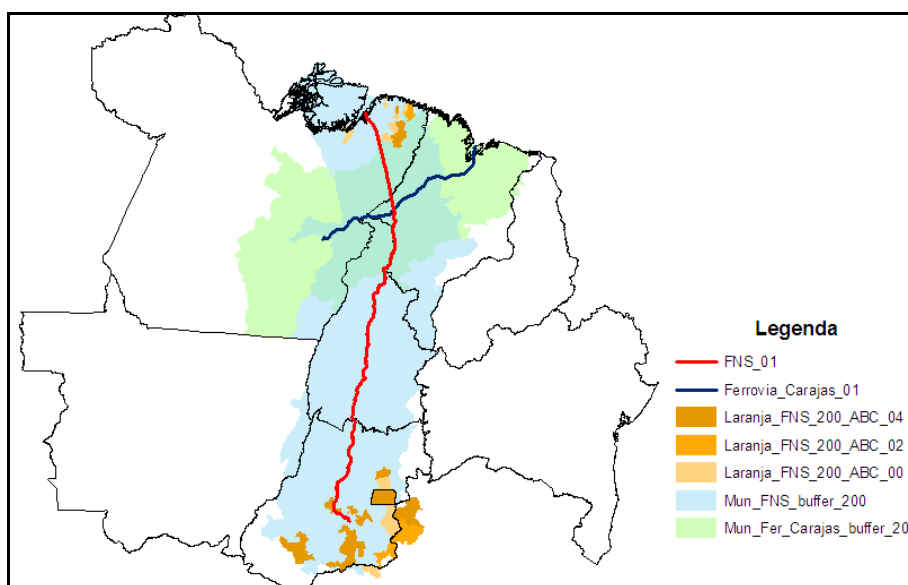 Legenda
FNS_01
Ferrovia_Carajas_01
Laranja_FNS_200_ABC_04
Laranja_FNS_200_ABC_02
Laranja_FNS_200_ABC_00
Mun_FNS_buffer_200
Mun_Fer_Carajas_buffer_20